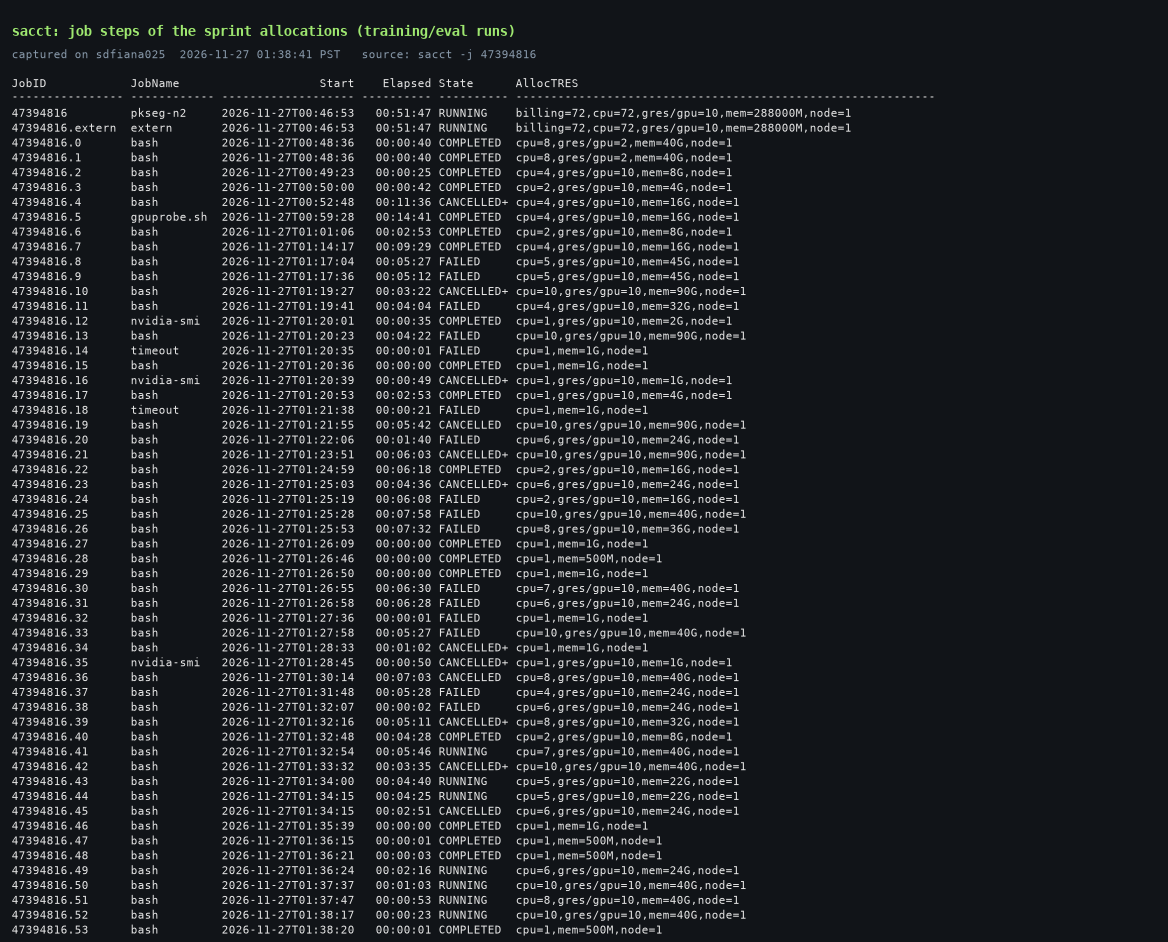 sacct: job steps of the sprint allocations (training/eval runs)
captured on sdfiana025  2026-11-27 01:38:41 PST   source: sacct -j 47394816
JobID            JobName                    Start    Elapsed State      AllocTRES
---------------- ------------ ------------------- ---------- ---------- ------------------------------------------------------------
47394816         pkseg-n2     2026-11-27T00:46:53   00:51:47 RUNNING    billing=72,cpu=72,gres/gpu=10,mem=288000M,node=1
47394816.extern  extern       2026-11-27T00:46:53   00:51:47 RUNNING    billing=72,cpu=72,gres/gpu=10,mem=288000M,node=1
47394816.0       bash         2026-11-27T00:48:36   00:00:40 COMPLETED  cpu=8,gres/gpu=2,mem=40G,node=1
47394816.1       bash         2026-11-27T00:48:36   00:00:40 COMPLETED  cpu=8,gres/gpu=2,mem=40G,node=1
47394816.2       bash         2026-11-27T00:49:23   00:00:25 COMPLETED  cpu=4,gres/gpu=10,mem=8G,node=1
47394816.3       bash         2026-11-27T00:50:00   00:00:42 COMPLETED  cpu=2,gres/gpu=10,mem=4G,node=1
47394816.4       bash         2026-11-27T00:52:48   00:11:36 CANCELLED+ cpu=4,gres/gpu=10,mem=16G,node=1
47394816.5       gpuprobe.sh  2026-11-27T00:59:28   00:14:41 COMPLETED  cpu=4,gres/gpu=10,mem=16G,node=1
47394816.6       bash         2026-11-27T01:01:06   00:02:53 COMPLETED  cpu=2,gres/gpu=10,mem=8G,node=1
47394816.7       bash         2026-11-27T01:14:17   00:09:29 COMPLETED  cpu=4,gres/gpu=10,mem=16G,node=1
47394816.8       bash         2026-11-27T01:17:04   00:05:27 FAILED     cpu=5,gres/gpu=10,mem=45G,node=1
47394816.9       bash         2026-11-27T01:17:36   00:05:12 FAILED     cpu=5,gres/gpu=10,mem=45G,node=1
47394816.10      bash         2026-11-27T01:19:27   00:03:22 CANCELLED+ cpu=10,gres/gpu=10,mem=90G,node=1
47394816.11      bash         2026-11-27T01:19:41   00:04:04 FAILED     cpu=4,gres/gpu=10,mem=32G,node=1
47394816.12      nvidia-smi   2026-11-27T01:20:01   00:00:35 COMPLETED  cpu=1,gres/gpu=10,mem=2G,node=1
47394816.13      bash         2026-11-27T01:20:23   00:04:22 FAILED     cpu=10,gres/gpu=10,mem=90G,node=1
47394816.14      timeout      2026-11-27T01:20:35   00:00:01 FAILED     cpu=1,mem=1G,node=1
47394816.15      bash         2026-11-27T01:20:36   00:00:00 COMPLETED  cpu=1,mem=1G,node=1
47394816.16      nvidia-smi   2026-11-27T01:20:39   00:00:49 CANCELLED+ cpu=1,gres/gpu=10,mem=1G,node=1
47394816.17      bash         2026-11-27T01:20:53   00:02:53 COMPLETED  cpu=1,gres/gpu=10,mem=4G,node=1
47394816.18      timeout      2026-11-27T01:21:38   00:00:21 FAILED     cpu=1,mem=1G,node=1
47394816.19      bash         2026-11-27T01:21:55   00:05:42 CANCELLED  cpu=10,gres/gpu=10,mem=90G,node=1
47394816.20      bash         2026-11-27T01:22:06   00:01:40 FAILED     cpu=6,gres/gpu=10,mem=24G,node=1
47394816.21      bash         2026-11-27T01:23:51   00:06:03 CANCELLED+ cpu=10,gres/gpu=10,mem=90G,node=1
47394816.22      bash         2026-11-27T01:24:59   00:06:18 COMPLETED  cpu=2,gres/gpu=10,mem=16G,node=1
47394816.23      bash         2026-11-27T01:25:03   00:04:36 CANCELLED+ cpu=6,gres/gpu=10,mem=24G,node=1
47394816.24      bash         2026-11-27T01:25:19   00:06:08 FAILED     cpu=2,gres/gpu=10,mem=16G,node=1
47394816.25      bash         2026-11-27T01:25:28   00:07:58 FAILED     cpu=10,gres/gpu=10,mem=40G,node=1
47394816.26      bash         2026-11-27T01:25:53   00:07:32 FAILED     cpu=8,gres/gpu=10,mem=36G,node=1
47394816.27      bash         2026-11-27T01:26:09   00:00:00 COMPLETED  cpu=1,mem=1G,node=1
47394816.28      bash         2026-11-27T01:26:46   00:00:00 COMPLETED  cpu=1,mem=500M,node=1
47394816.29      bash         2026-11-27T01:26:50   00:00:00 COMPLETED  cpu=1,mem=1G,node=1
47394816.30      bash         2026-11-27T01:26:55   00:06:30 FAILED     cpu=7,gres/gpu=10,mem=40G,node=1
47394816.31      bash         2026-11-27T01:26:58   00:06:28 FAILED     cpu=6,gres/gpu=10,mem=24G,node=1
47394816.32      bash         2026-11-27T01:27:36   00:00:01 FAILED     cpu=1,mem=1G,node=1
47394816.33      bash         2026-11-27T01:27:58   00:05:27 FAILED     cpu=10,gres/gpu=10,mem=40G,node=1
47394816.34      bash         2026-11-27T01:28:33   00:01:02 CANCELLED+ cpu=1,mem=1G,node=1
47394816.35      nvidia-smi   2026-11-27T01:28:45   00:00:50 CANCELLED+ cpu=1,gres/gpu=10,mem=1G,node=1
47394816.36      bash         2026-11-27T01:30:14   00:07:03 CANCELLED  cpu=8,gres/gpu=10,mem=40G,node=1
47394816.37      bash         2026-11-27T01:31:48   00:05:28 FAILED     cpu=4,gres/gpu=10,mem=24G,node=1
47394816.38      bash         2026-11-27T01:32:07   00:00:02 FAILED     cpu=6,gres/gpu=10,mem=24G,node=1
47394816.39      bash         2026-11-27T01:32:16   00:05:11 CANCELLED+ cpu=8,gres/gpu=10,mem=32G,node=1
47394816.40      bash         2026-11-27T01:32:48   00:04:28 COMPLETED  cpu=2,gres/gpu=10,mem=8G,node=1
47394816.41      bash         2026-11-27T01:32:54   00:05:46 RUNNING    cpu=7,gres/gpu=10,mem=40G,node=1
47394816.42      bash         2026-11-27T01:33:32   00:03:35 CANCELLED+ cpu=10,gres/gpu=10,mem=40G,node=1
47394816.43      bash         2026-11-27T01:34:00   00:04:40 RUNNING    cpu=5,gres/gpu=10,mem=22G,node=1
47394816.44      bash         2026-11-27T01:34:15   00:04:25 RUNNING    cpu=5,gres/gpu=10,mem=22G,node=1
47394816.45      bash         2026-11-27T01:34:15   00:02:51 CANCELLED  cpu=6,gres/gpu=10,mem=24G,node=1
47394816.46      bash         2026-11-27T01:35:39   00:00:00 COMPLETED  cpu=1,mem=1G,node=1
47394816.47      bash         2026-11-27T01:36:15   00:00:01 COMPLETED  cpu=1,mem=500M,node=1
47394816.48      bash         2026-11-27T01:36:21   00:00:03 COMPLETED  cpu=1,mem=500M,node=1
47394816.49      bash         2026-11-27T01:36:24   00:02:16 RUNNING    cpu=6,gres/gpu=10,mem=24G,node=1
47394816.50      bash         2026-11-27T01:37:37   00:01:03 RUNNING    cpu=10,gres/gpu=10,mem=40G,node=1
47394816.51      bash         2026-11-27T01:37:47   00:00:53 RUNNING    cpu=8,gres/gpu=10,mem=40G,node=1
47394816.52      bash         2026-11-27T01:38:17   00:00:23 RUNNING    cpu=10,gres/gpu=10,mem=40G,node=1
47394816.53      bash         2026-11-27T01:38:20   00:00:01 COMPLETED  cpu=1,mem=500M,node=1